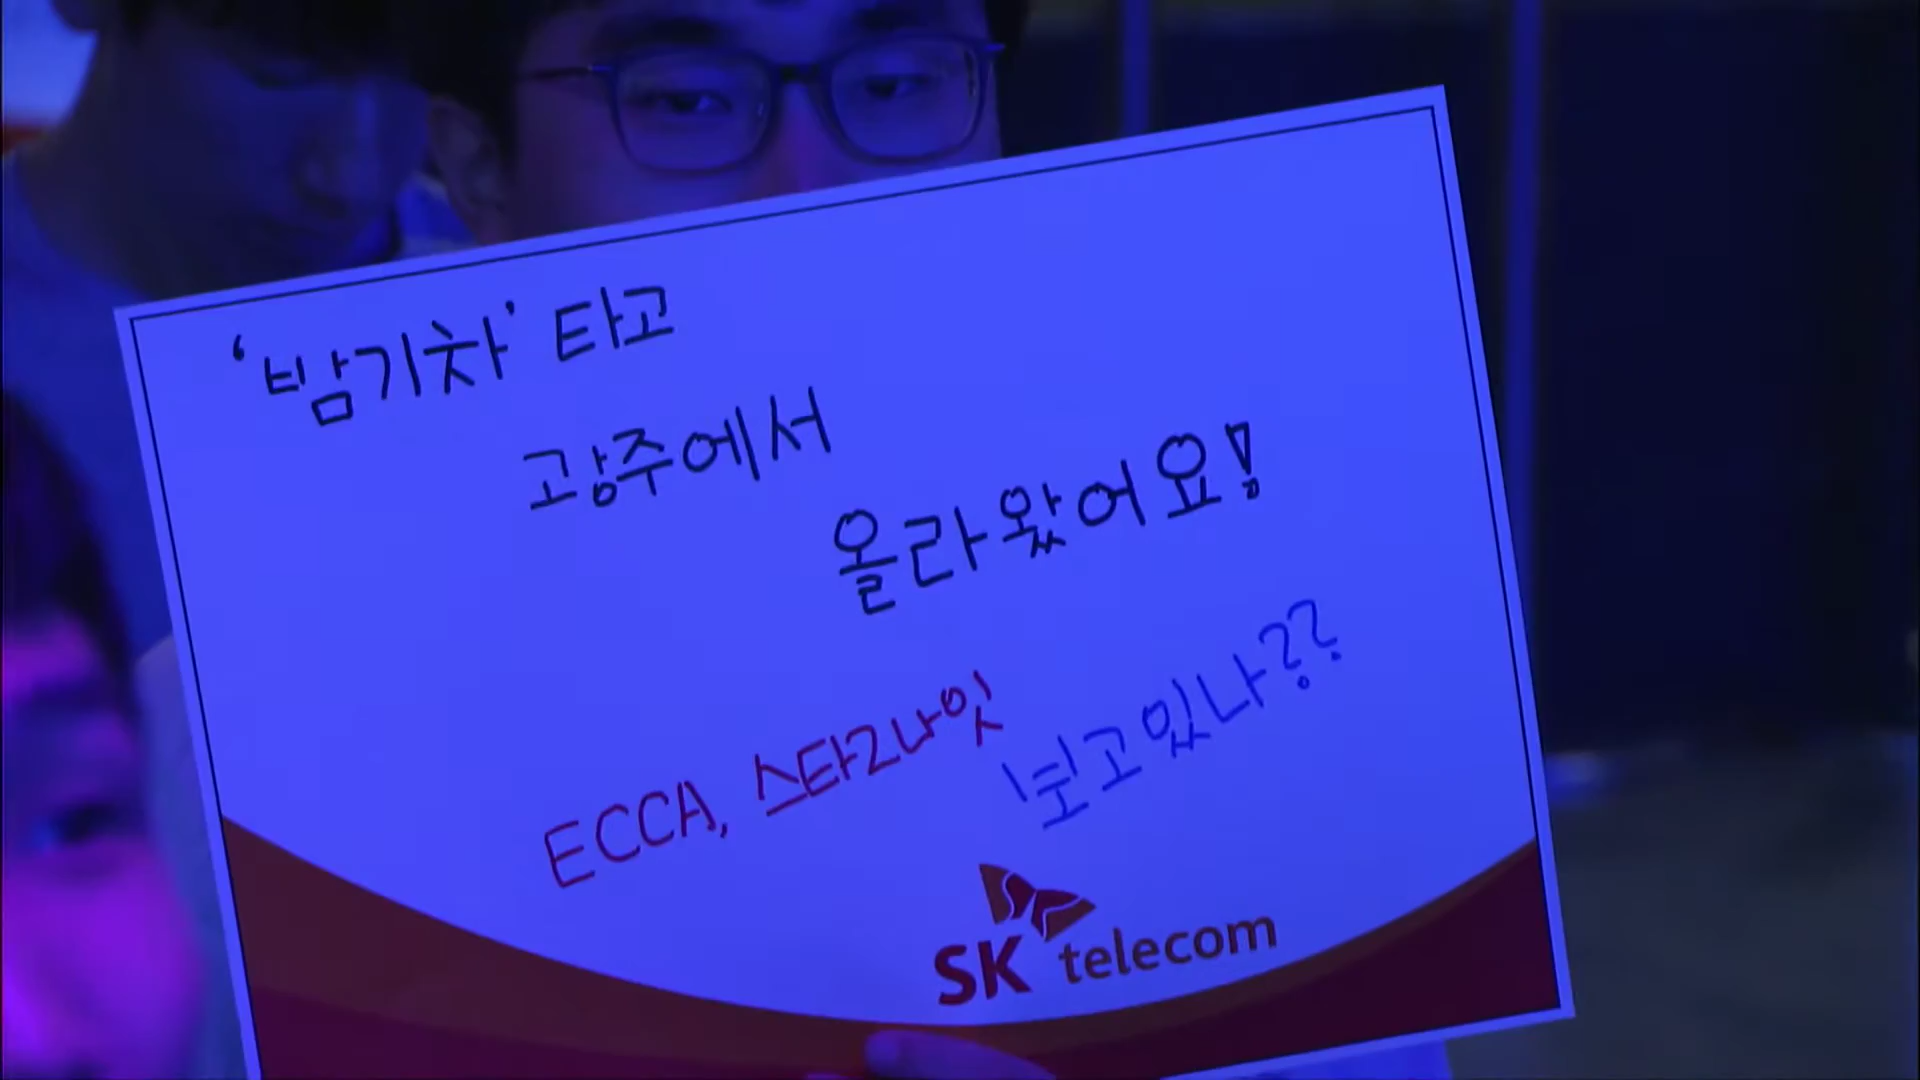 '밤기차' 타고
광주에서
올라왔어요!
ECCA, 스타2나잇
보고있나??
SK telecom